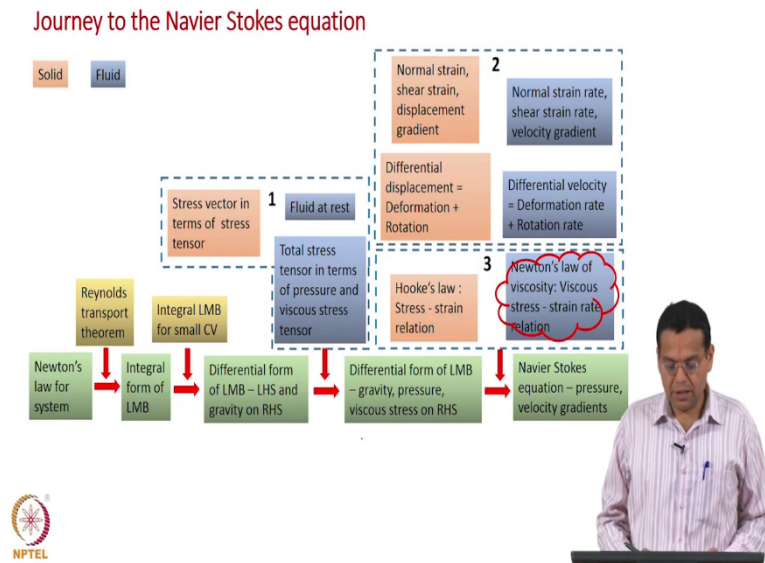 Journey to the Navier Stokes equation
Solid
Fluid
Normal strain,
shear strain,
displacement
gradient
2
Normal strain rate,
shear strain rate,
velocity gradient
Differential
displacement =
Deformation +
Rotation
Differential velocity
= Deformation rate
+ Rotation rate
Stress vector in
terms of stress
tensor
1
Fluid at rest
Total stress
tensor in terms
of pressure and
viscous stress
tensor
Hooke's law :
Stress - strain
relation
3
Newton's law of
viscosity: Viscous
stress - strain rate
relation
Reynolds
transport
theorem
Integral LMB
for small CV
Newton's
law for
system
Integral
form of
LMB
Differential form
of LMB – LHS and
gravity on RHS
Differential form of LMB
– gravity, pressure,
viscous stress on RHS
Navier Stokes
equation – pressure,
velocity gradients
NPTEL